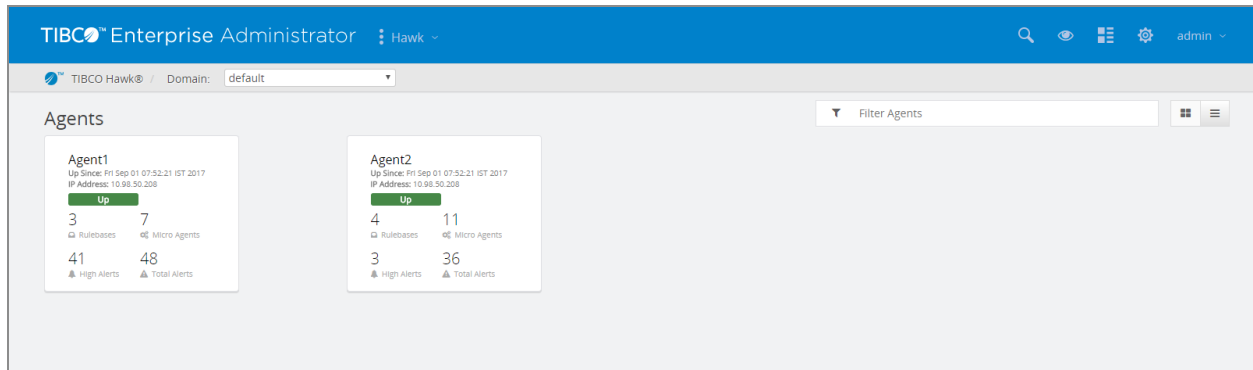 TIBCO™ Enterprise Administrator Hawk admin
TIBCO Hawk® / Domain: default
Agents
Filter Agents
Agent1
Up Since: Fri Sep 01 07:52:21 IST 2017
IP Address: 10.98.50.208
Up
3 7
Rulebases Micro Agents
41 48
High Alerts Total Alerts
Agent2
Up Since: Fri Sep 01 07:52:21 IST 2017
IP Address: 10.98.50.208
Up
4 11
Rulebases Micro Agents
3 36
High Alerts Total Alerts